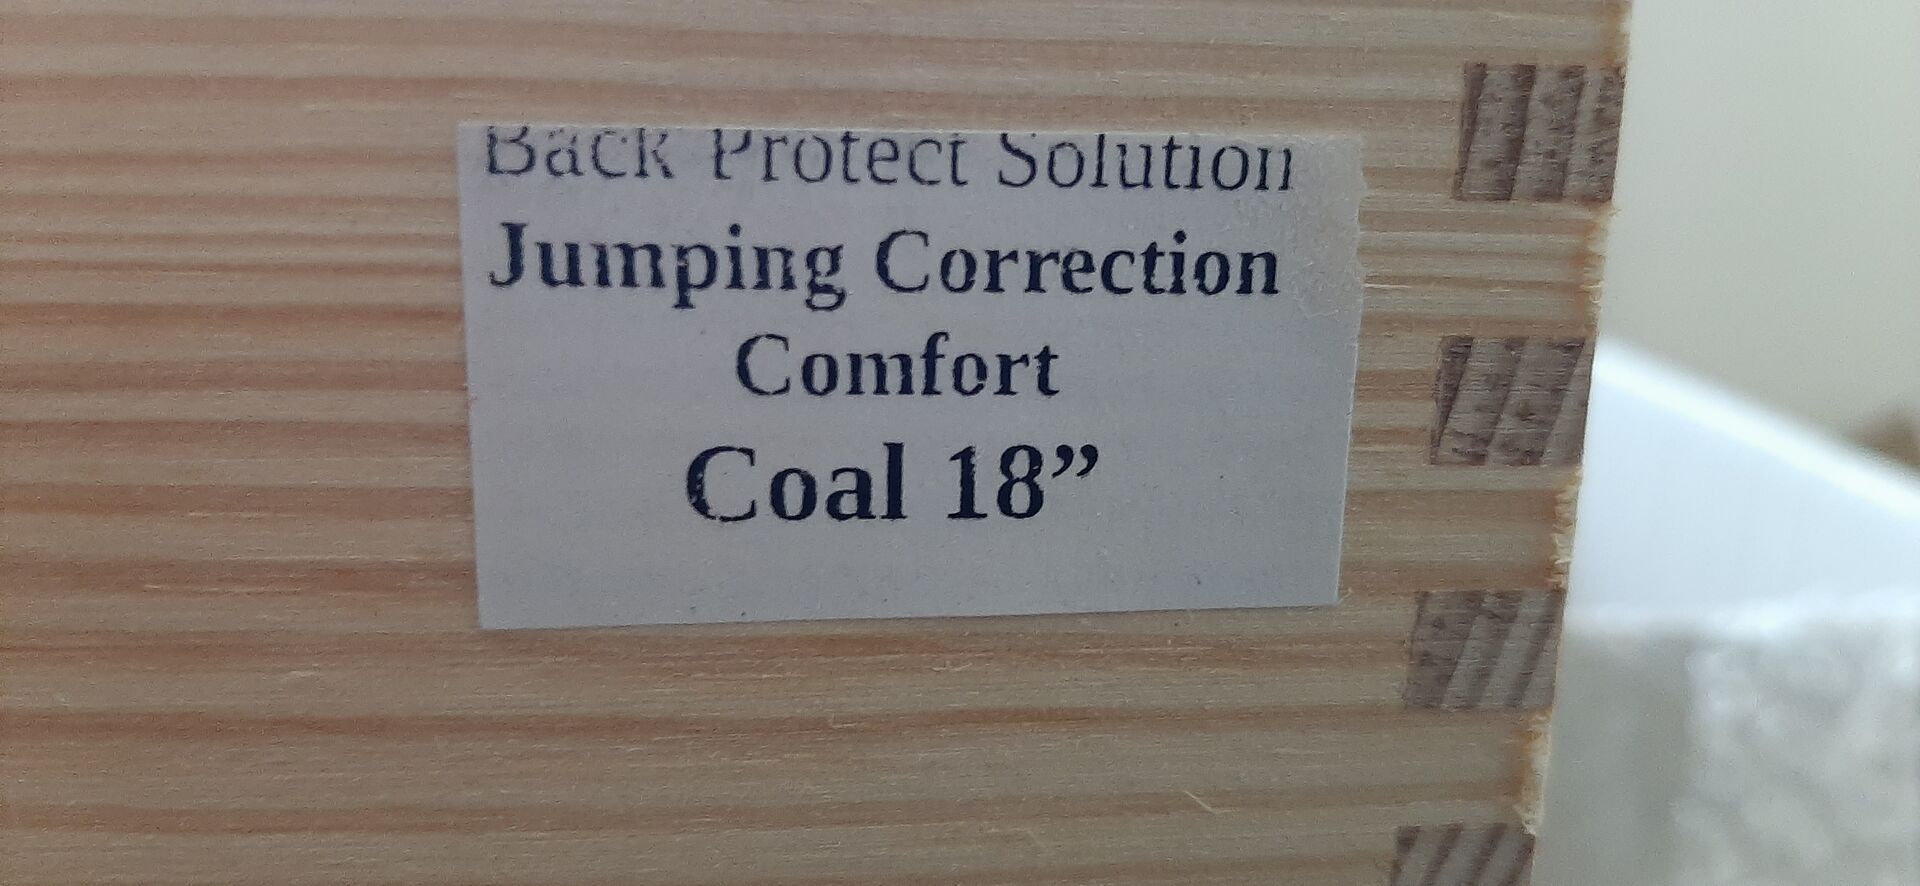 Back Protect Solution
Jumping Correction
Comfort
Coal 18”